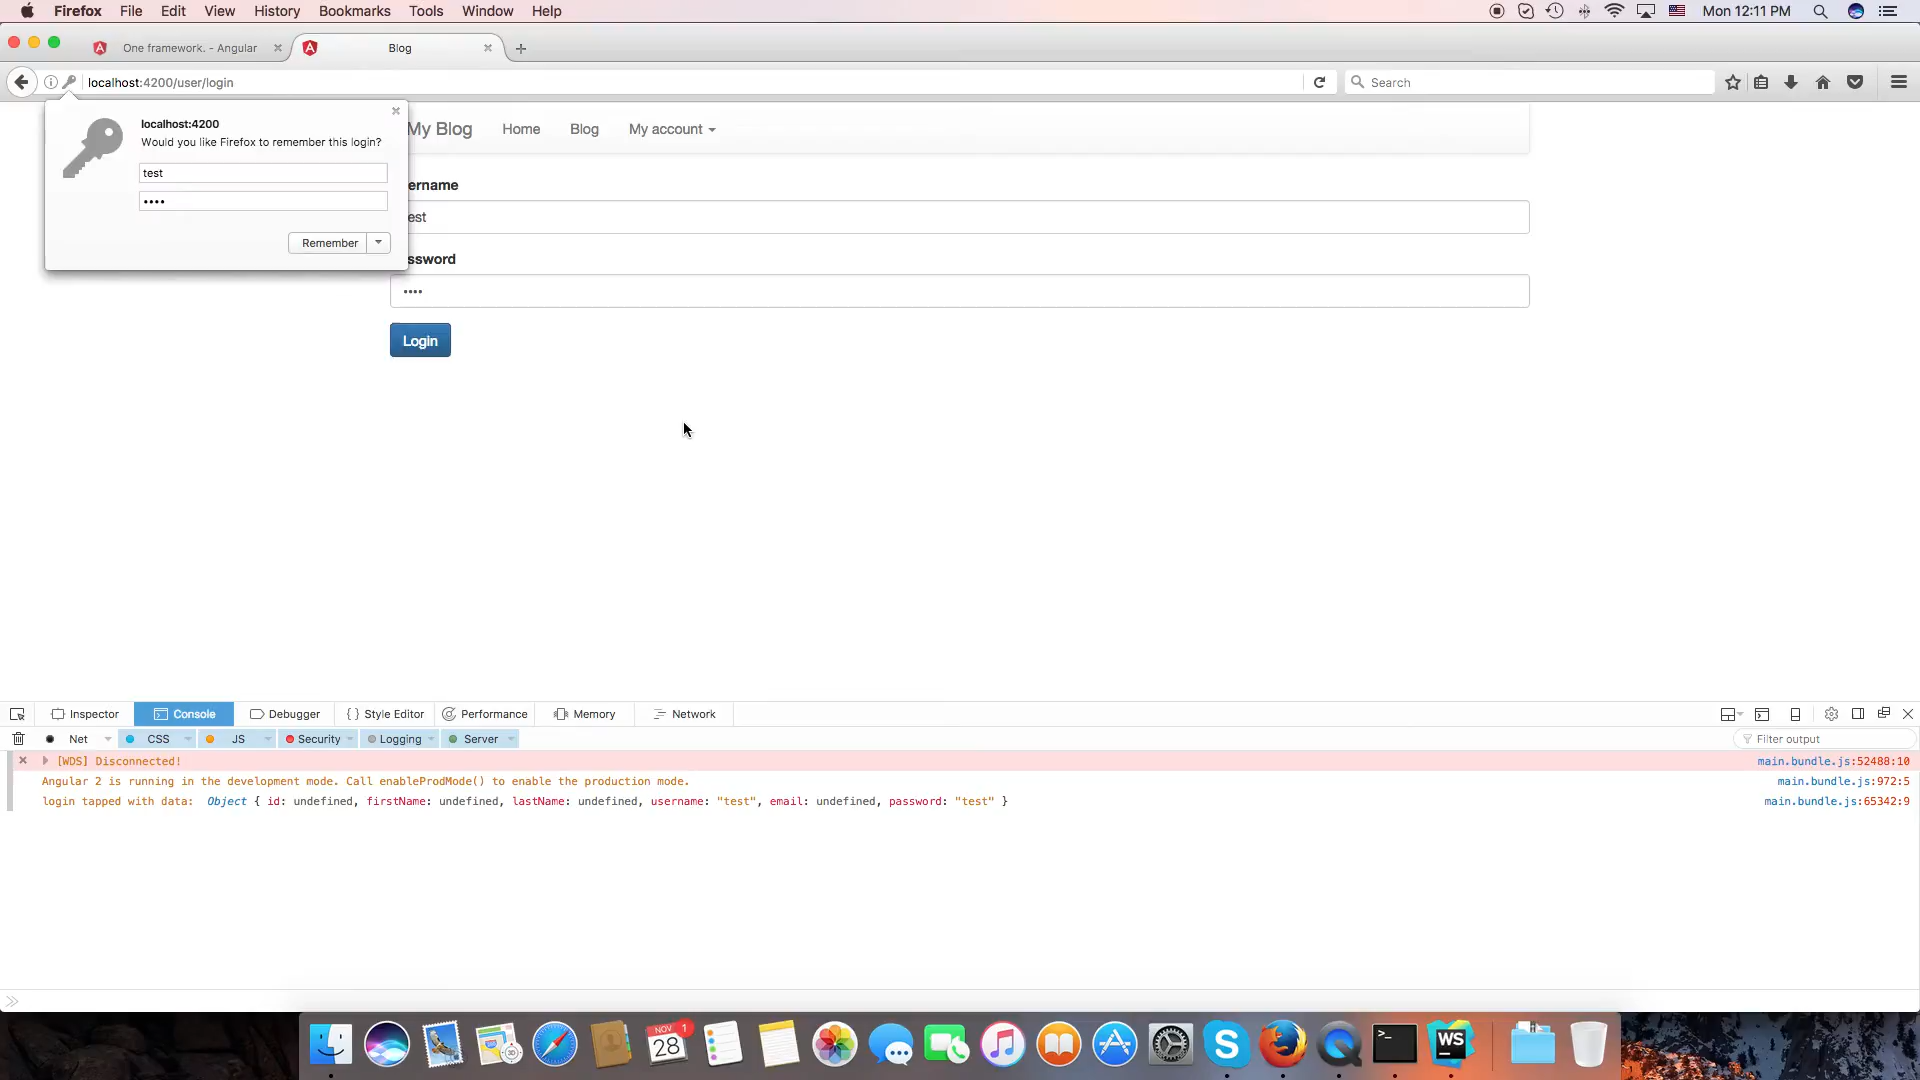 Firefox File Edit View History Bookmarks Tools Window Help Mon 12:11 PM
One framework. - Angular Blog
localhost:4200/user/login Search
localhost:4200
Would you like Firefox to remember this login?
test
Remember
My Blog Home Blog My account
ername
est
ssword
Login
Inspector Console Debugger Style Editor Performance Memory Network
Net CSS JS Security Logging Server Filter output
[WDS] Disconnected! main.bundle.js:52488:10
Angular 2 is running in the development mode. Call enableProdMode() to enable the production mode. main.bundle.js:972:5
login tapped with data: Object { id: undefined, firstName: undefined, lastName: undefined, username: "test", email: undefined, password: "test" } main.bundle.js:65342:9
NOV 1
28
3D
S
WS